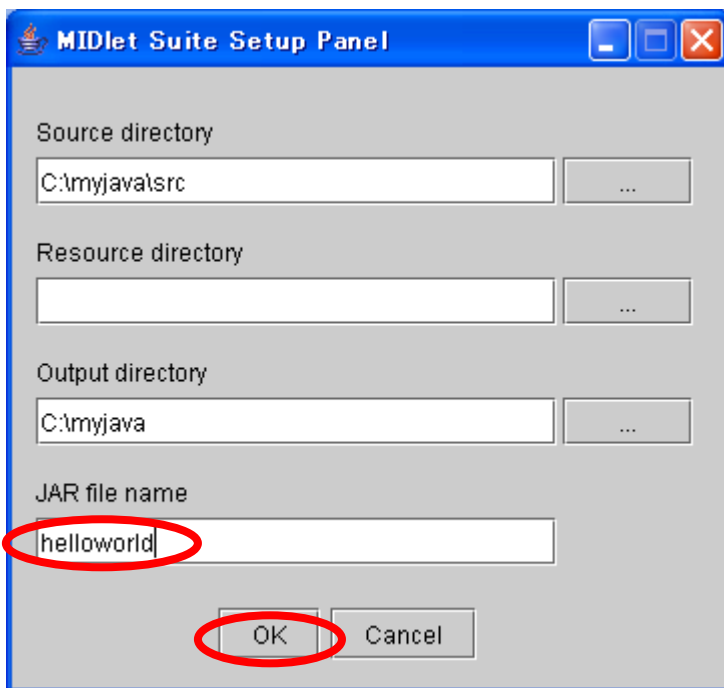 MIDlet Suite Setup Panel
Source directory
C:\myjava\src
...
Resource directory
...
Output directory
C:\myjava
...
JAR file name
helloworld
OK Cancel